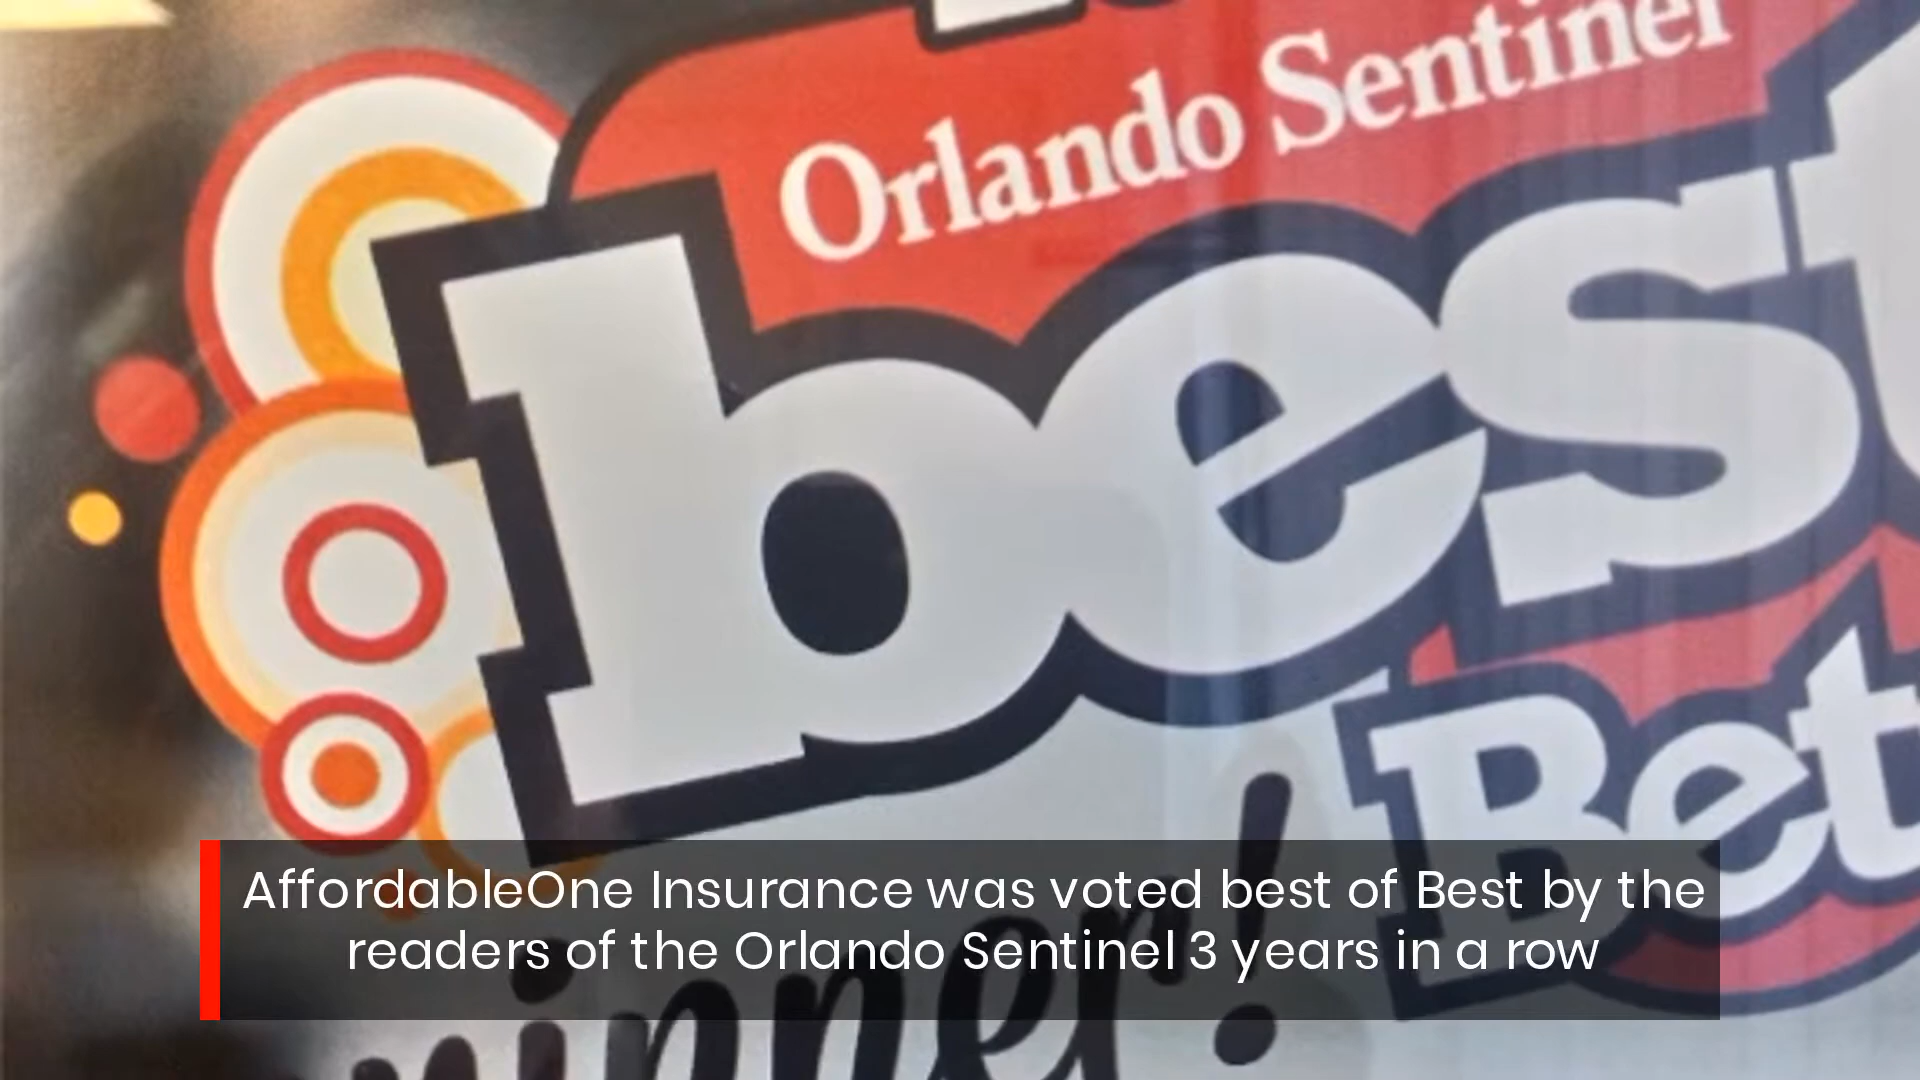 Orlando Sentinel
best
Bet
AffordableOne Insurance was voted best of Best by the
readers of the Orlando Sentinel 3 years in a row